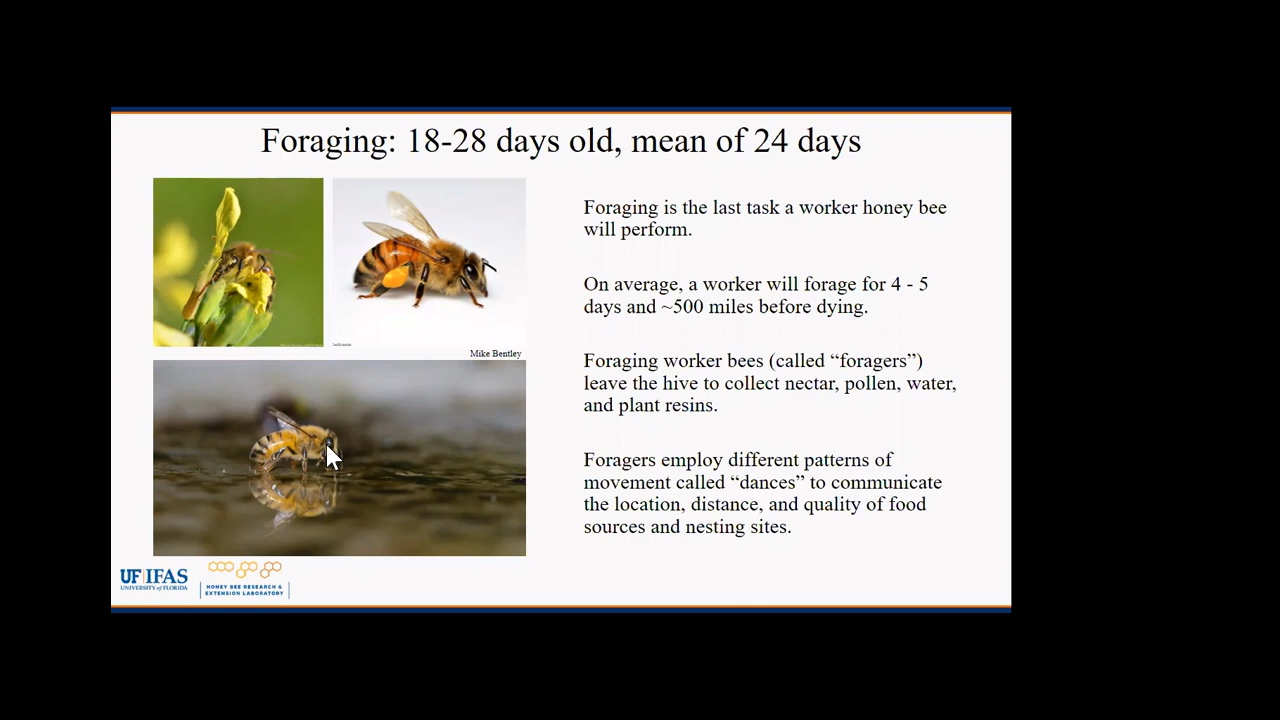 Foraging: 18-28 days old, mean of 24 days
Foraging is the last task a worker honey bee
will perform.
On average, a worker will forage for 4 - 5
days and ~500 miles before dying.
Foraging worker bees (called “foragers”)
leave the hive to collect nectar, pollen, water,
and plant resins.
Foragers employ different patterns of
movement called “dances” to communicate
the location, distance, and quality of food
sources and nesting sites.
Mike Bentley
UF IFAS
UNIVERSITY of FLORIDA
HONEY BEE RESEARCH &
EXTENSION LABORATORY